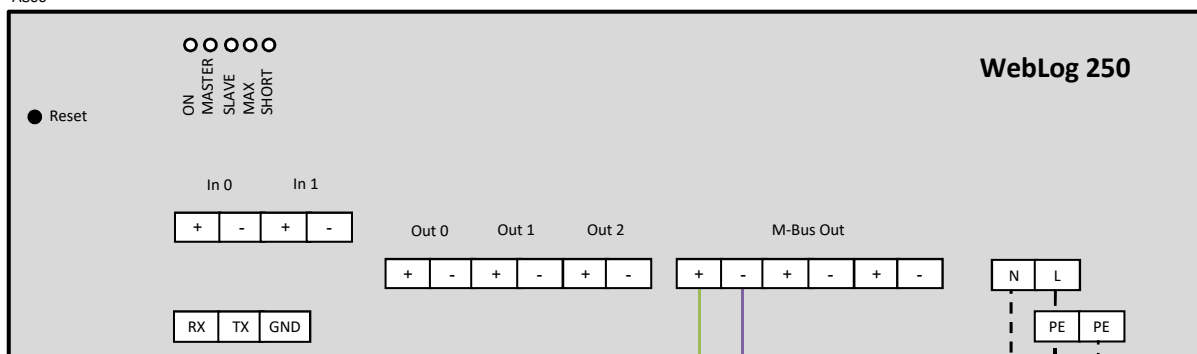 WebLog 250
ON
MASTER
SLAVE
MAX
SHORT
Reset
In 0 In 1
+ - + -
Out 0 Out 1 Out 2 M-Bus Out
+ - + - + - + - + - + - N L
RX TX GND PE PE